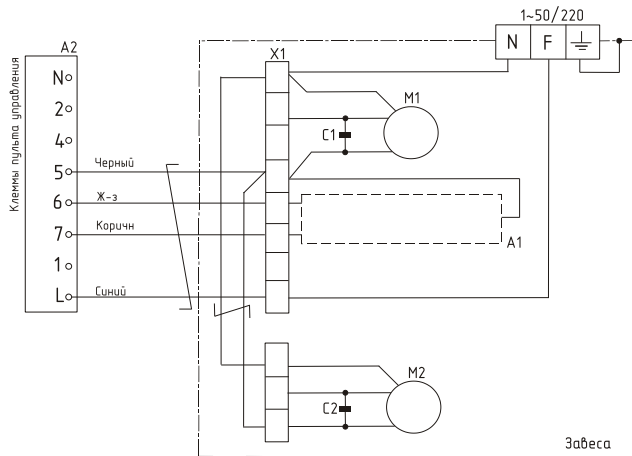 1~50/220
N F
A2
X1
Клеммы пульта управления
N
2
4
5
6
7
1
L
Черный
Ж-з
Коричн
Синий
M1
C1
A1
M2
C2
Завеса